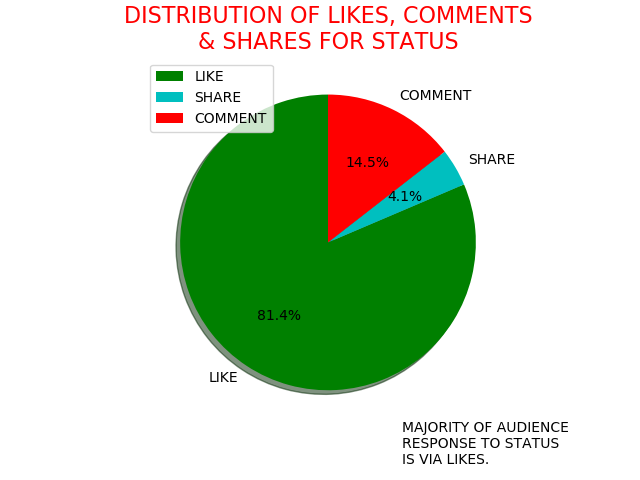 DISTRIBUTION OF LIKES, COMMENTS
& SHARES FOR STATUS
LIKE
SHARE
COMMENT
COMMENT
SHARE
14.5%
4.1%
81.4%
LIKE
MAJORITY OF AUDIENCE
RESPONSE TO STATUS
IS VIA LIKES.